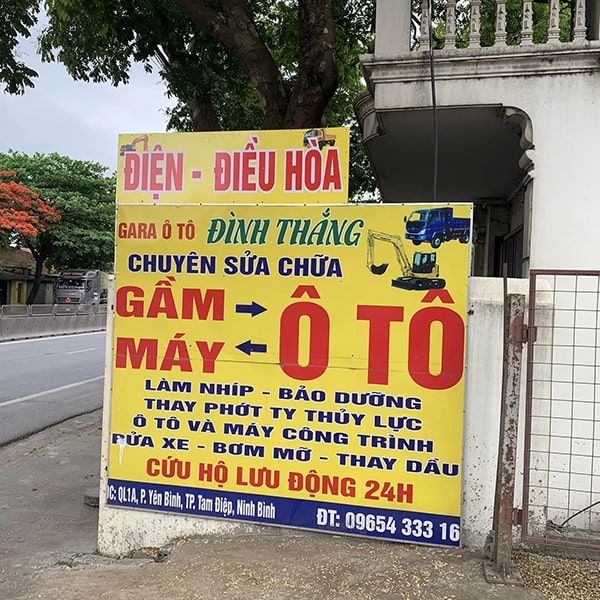 ĐIỆN - ĐIỀU HÒA
GARA Ô TÔ ĐÌNH THẮNG
CHUYÊN SỬA CHỮA
GẦM → Ô TÔ
MÁY ←
LÀM NHÍP - BẢO DƯỠNG
THAY PHỚT TY THỦY LỰC
Ô TÔ VÀ MÁY CÔNG TRÌNH
RỬA XE - BƠM MỠ - THAY DẦU
CỨU HỘ LƯU ĐỘNG 24H
ĐC: QL1A, P. Yên Bình, TP. Tam Điệp, Ninh Bình
ĐT: 09654 333 16